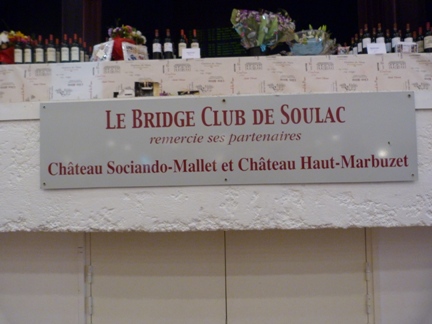 LE BRIDGE CLUB DE SOULAC
remercie ses partenaires
Château Sociando-Mallet et Château Haut-Marbuzet